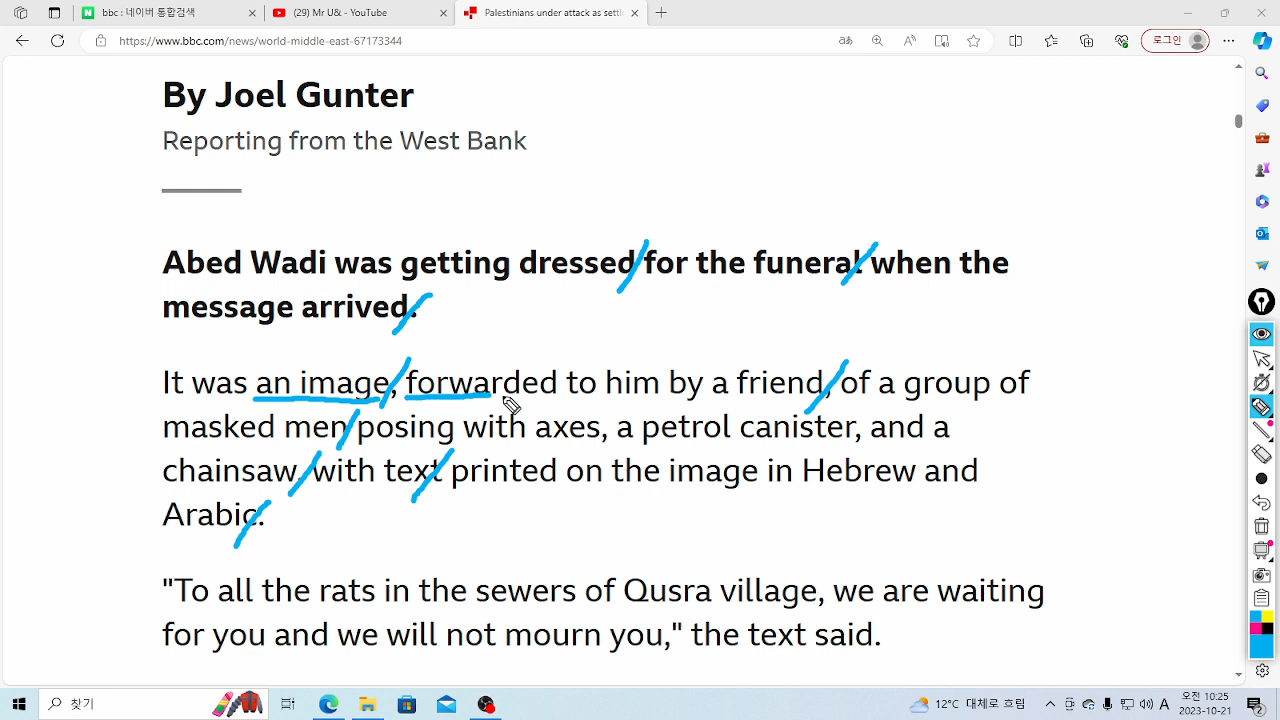 bbc : 네이버 통합검색
(29) Mr U& - YouTube
Palestinians under attack as settl
https://www.bbc.com/news/world-middle-east-67173344
로그인
By Joel Gunter
Reporting from the West Bank
Abed Wadi was getting dressed for the funeral when the
message arrived.
It was an image, forwarded to him by a friend, of a group of
masked men posing with axes, a petrol canister, and a
chainsaw, with text printed on the image in Hebrew and
Arabic.
"To all the rats in the sewers of Qusra village, we are waiting
for you and we will not mourn you," the text said.
찾기
12°C 대체로 흐림
A
오전 10:25
2023-10-21
2